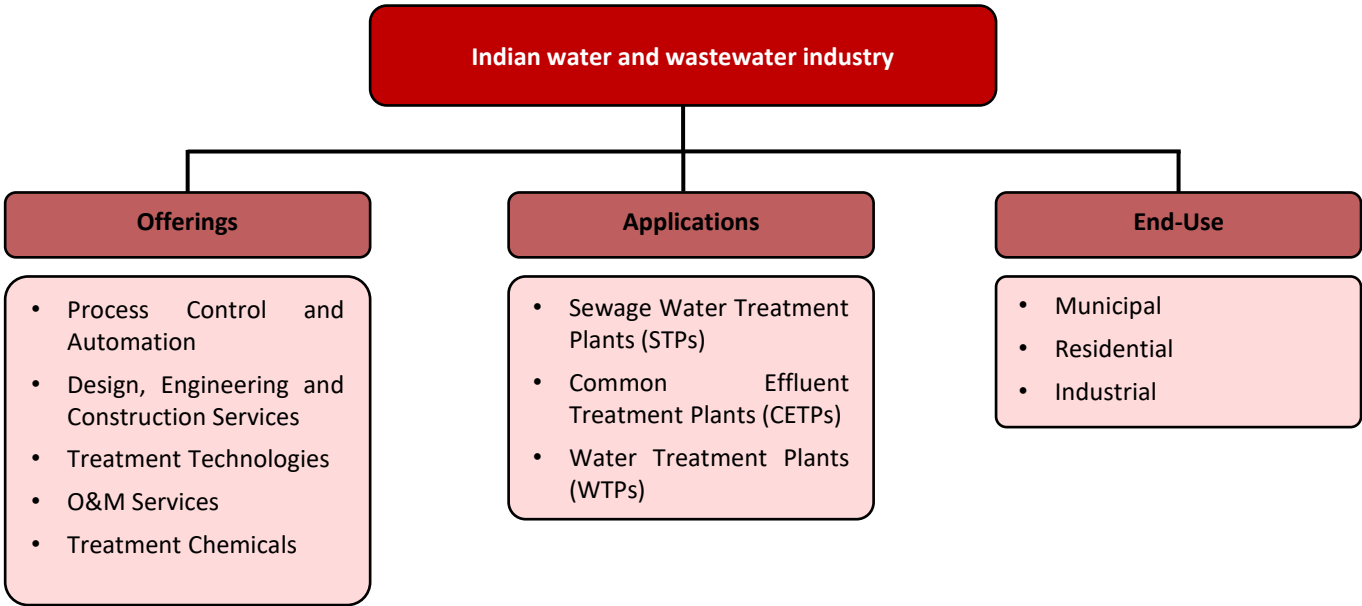 Indian water and wastewater industry
Offerings
• Process Control and
Automation
• Design, Engineering and
Construction Services
• Treatment Technologies
• O&M Services
• Treatment Chemicals
Applications
• Sewage Water Treatment
Plants (STPs)
• Common Effluent
Treatment Plants (CETPs)
• Water Treatment Plants
(WTPs)
End-Use
• Municipal
• Residential
• Industrial